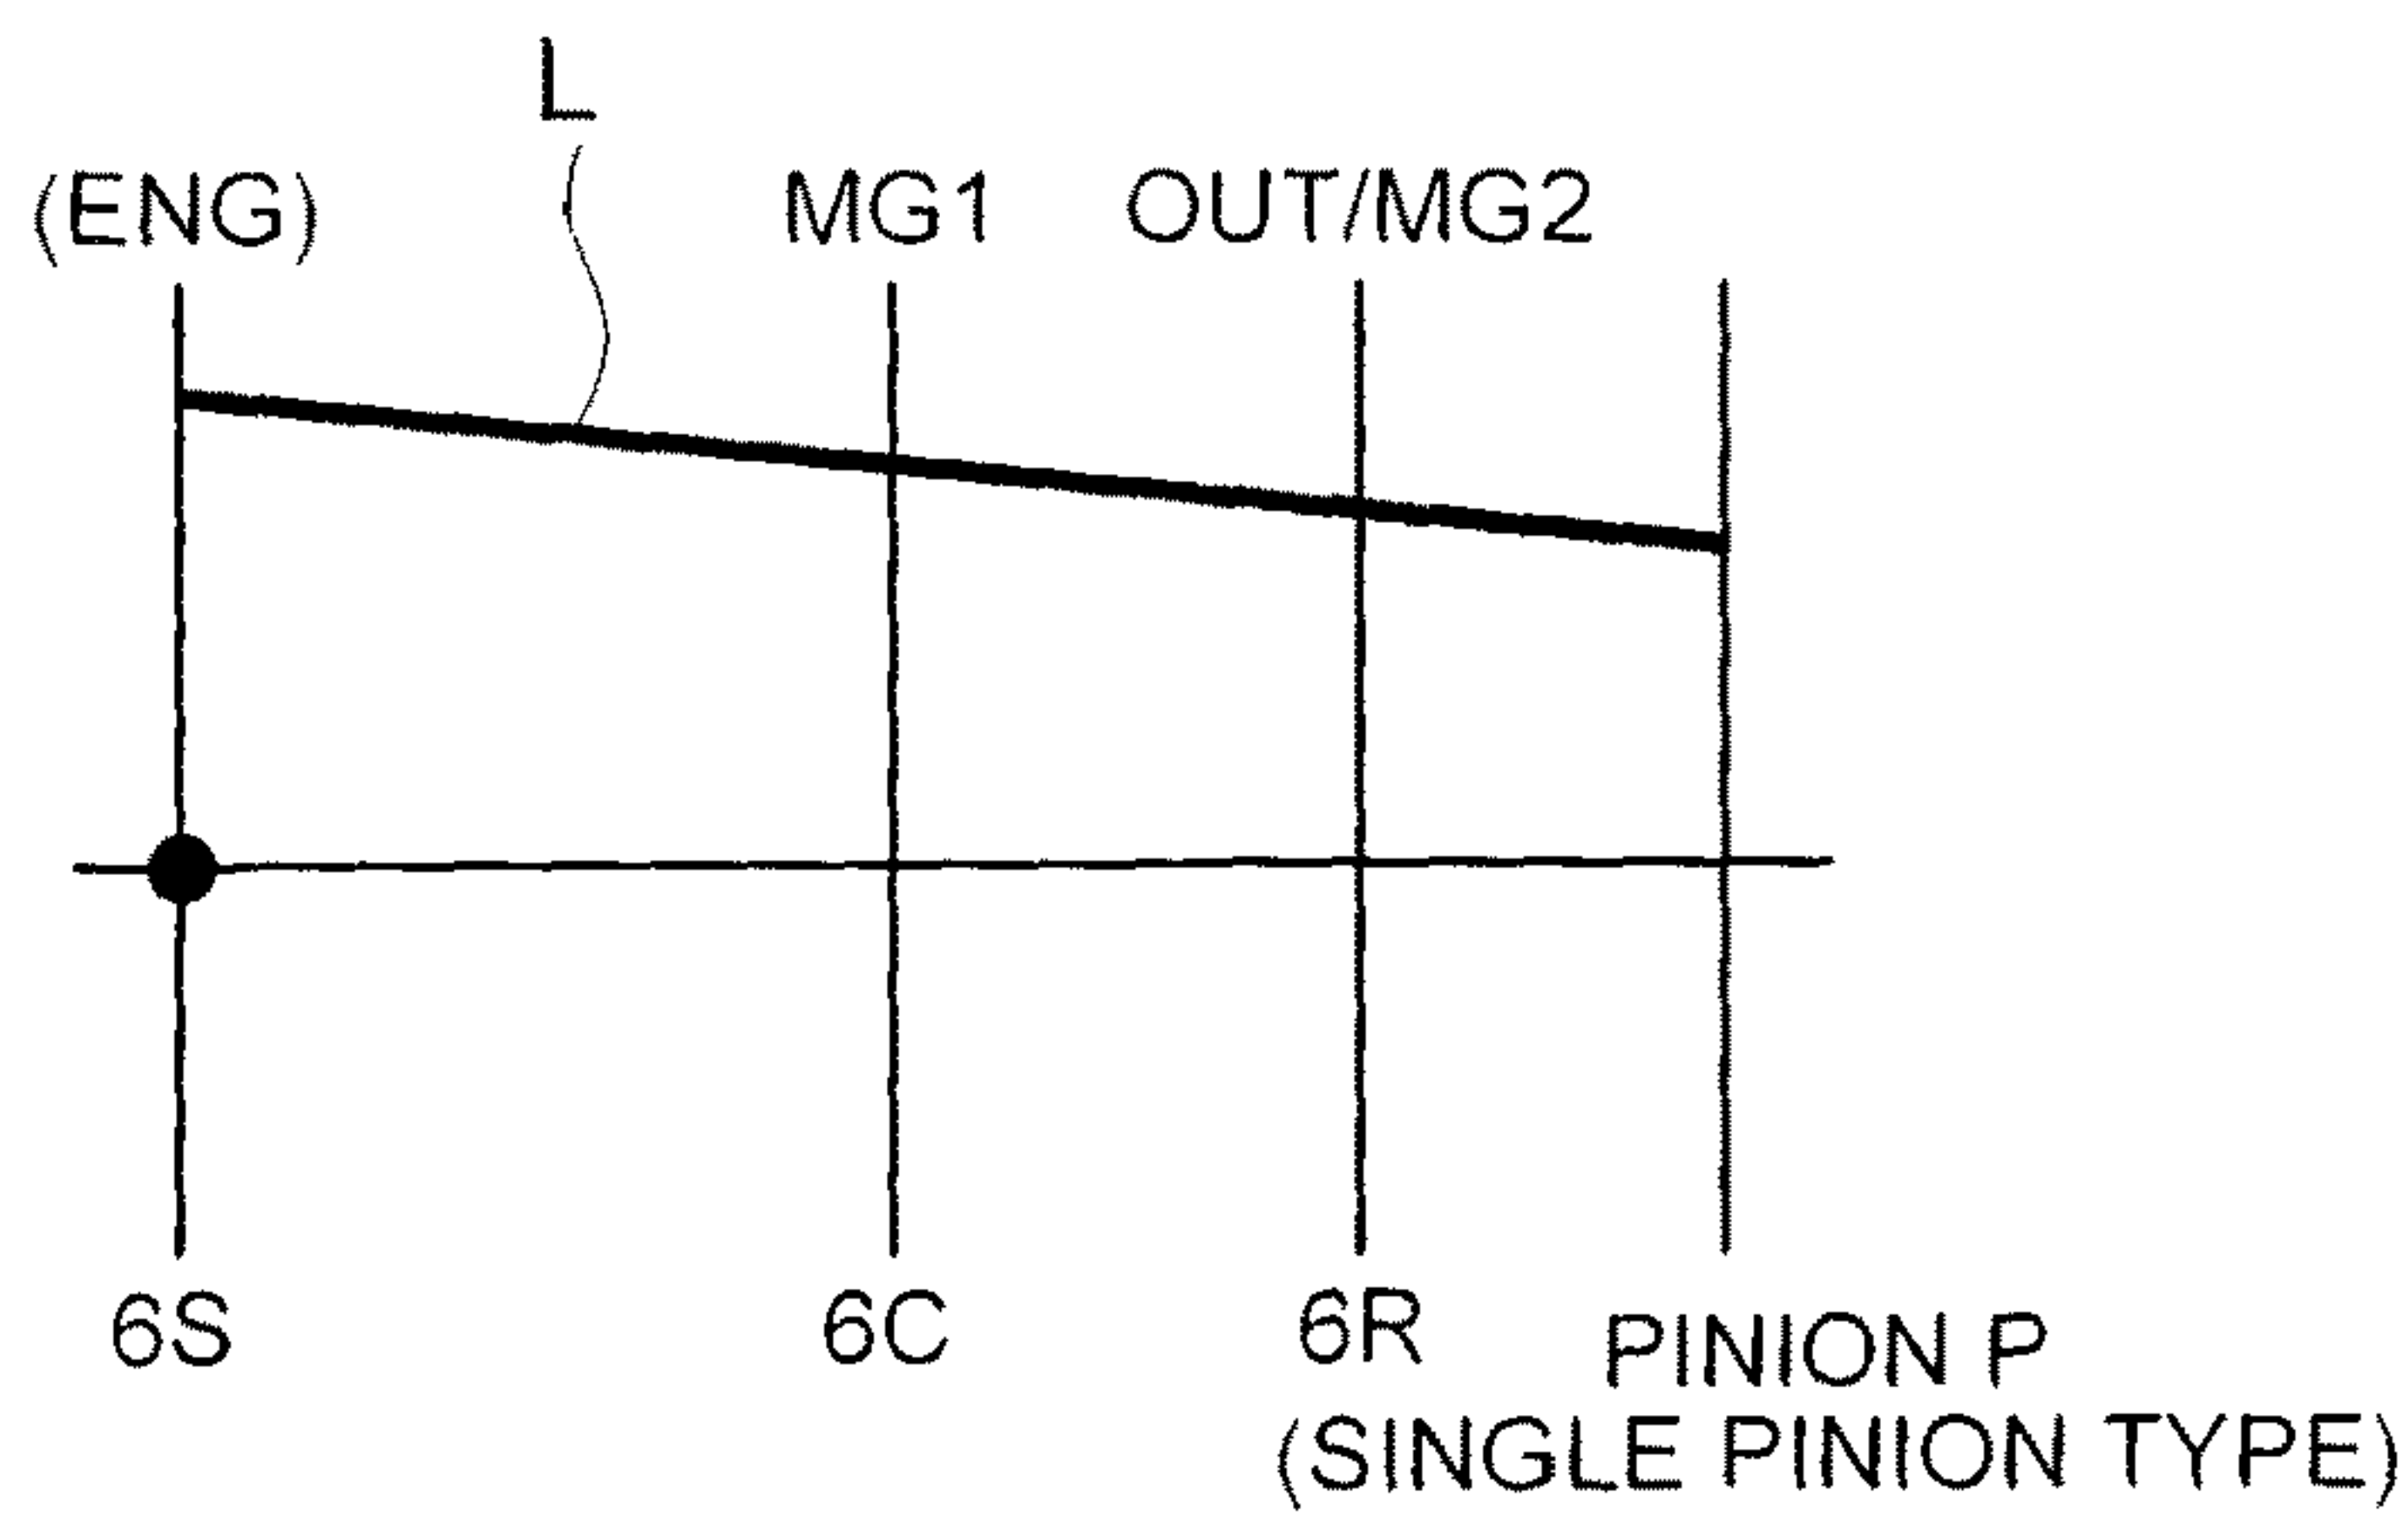 L
(ENG) MG1 OUT/MG2
6S 6C 6R PINION P
(SINGLE PINION TYPE)